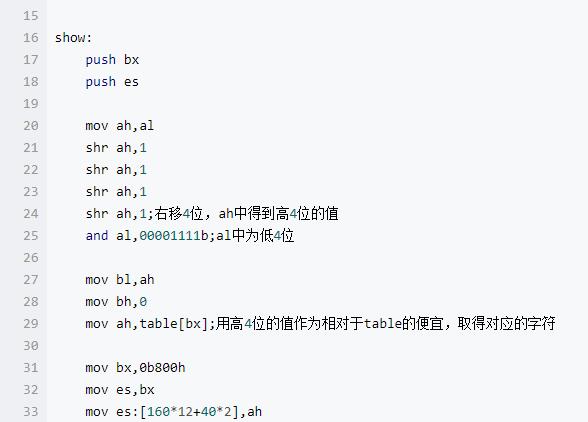 15
16 show:
17 push bx
18 push es
19
20 mov ah,al
21 shr ah,1
22 shr ah,1
23 shr ah,1
24 shr ah,1;右移4位，ah中得到高4位的值
25 and al,00001111b;al中为低4位
26
27 mov bl,ah
28 mov bh,0
29 mov ah,table[bx];用高4位的值作为相对于table的便宜，取得对应的字符
30
31 mov bx,0b800h
32 mov es,bx
33 mov es:[160*12+40*2],ah